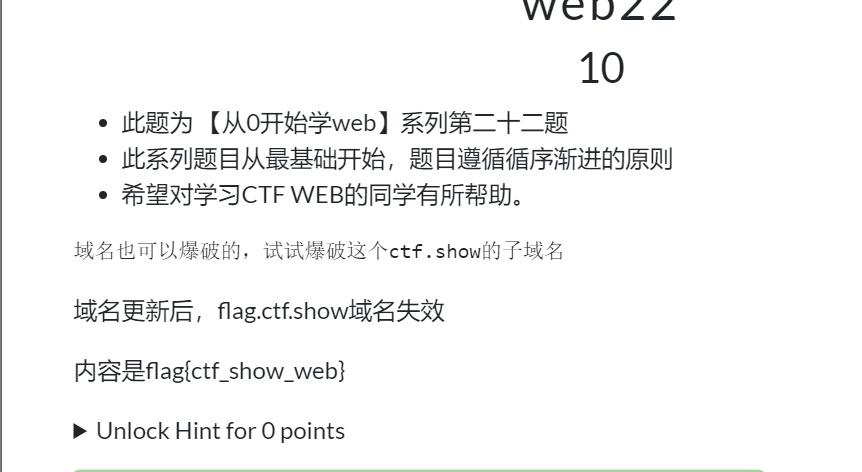 web22
10
此题为 【从0开始学web】系列第二十二题
此系列题目从最基础开始，题目遵循循序渐进的原则
希望对学习CTF WEB的同学有所帮助。
域名也可以爆破的，试试爆破这个ctf.show的子域名
域名更新后，flag.ctf.show域名失效
内容是flag{ctf_show_web}
Unlock Hint for 0 points